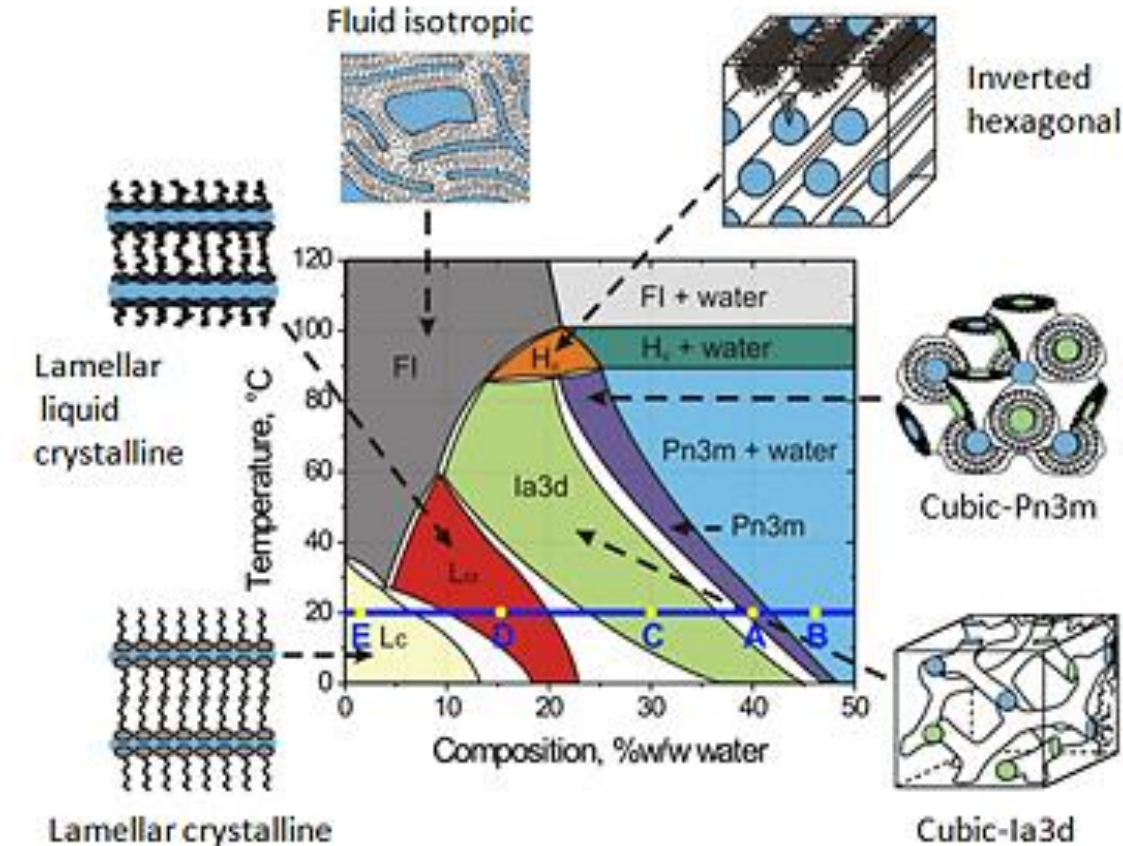 Fluid isotropic
Inverted
hexagonal
Lamellar
liquid
crystalline
Temperature, °C
120
100
80
60
40
20
0
FI
FI + water
H
+ water
Pn3m + water
Ia3d
Pn3m
Lα
E
Lc
D
C
A
B
0
10
20
30
40
50
Composition, %w/w water
Cubic-Pn3m
Lamellar crystalline
Cubic-Ia3d